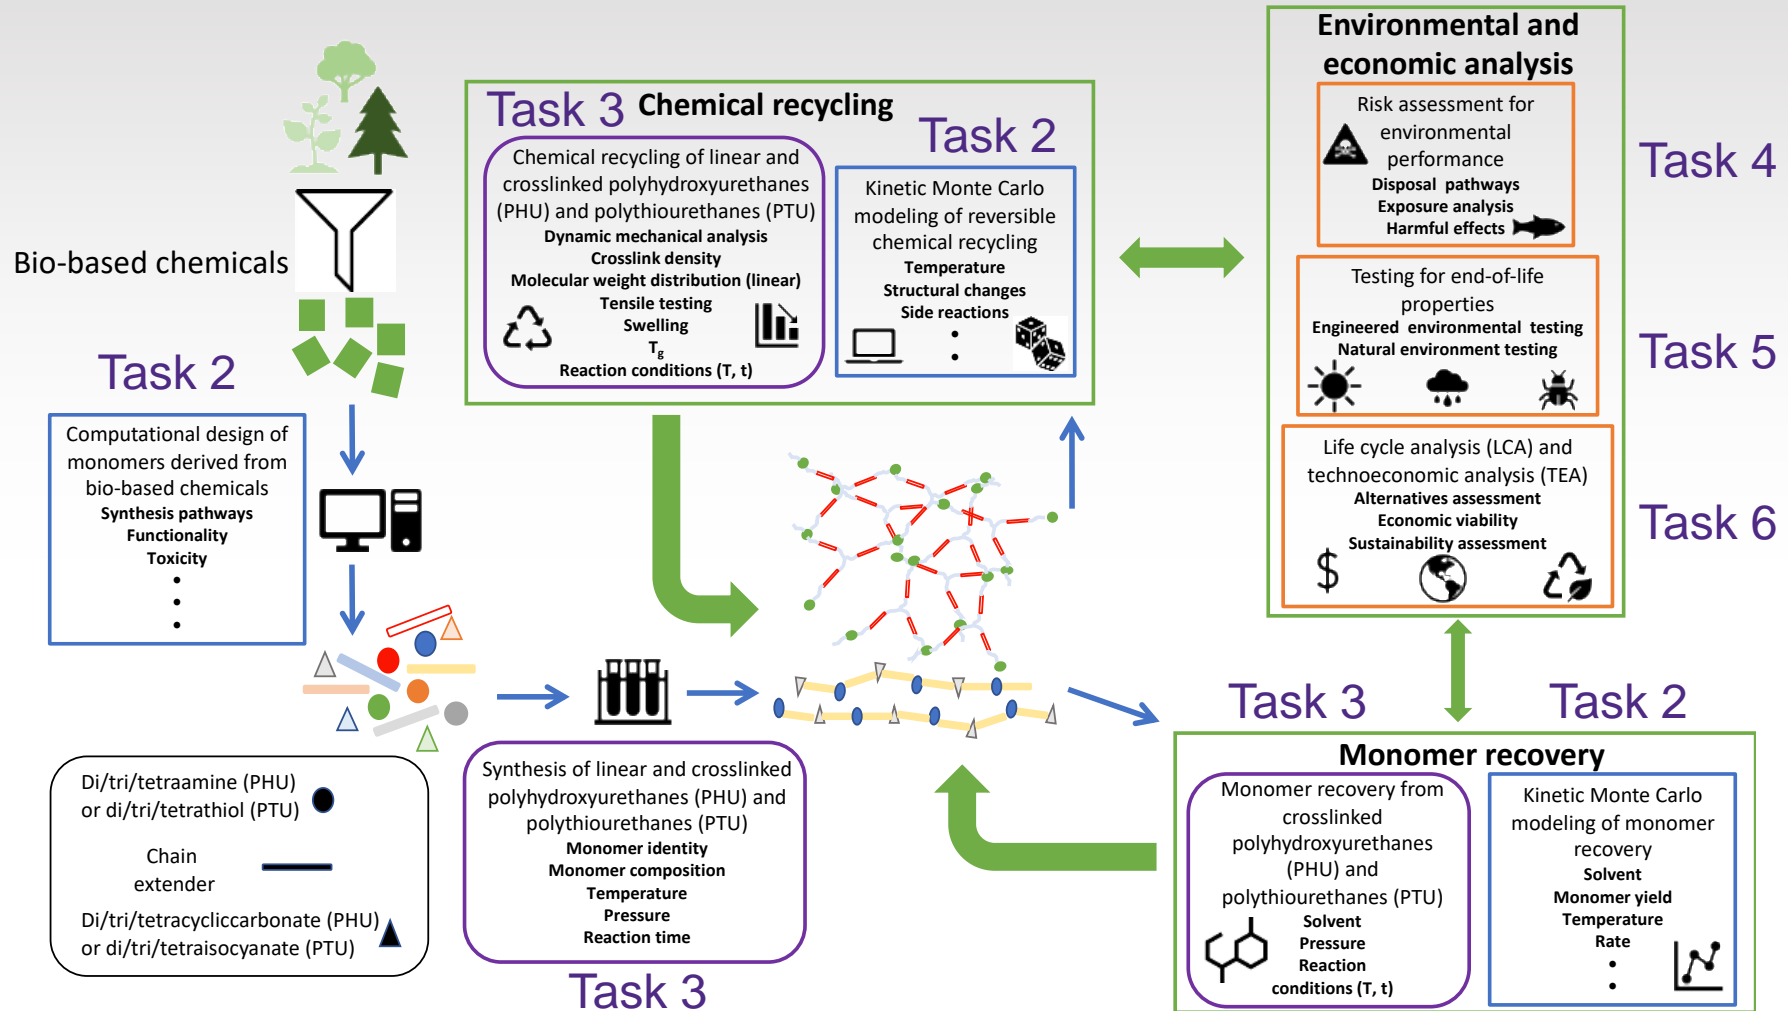 Bio-based chemicals
Task 2
Computational design of
monomers derived from
bio-based chemicals
Synthesis pathways
Functionality
Toxicity
•
•
•
Di/tri/tetraamine (PHU)
or di/tri/tetrathiol (PTU)
Chain
extender
Di/tri/tetracycliccarbonate (PHU)
or di/tri/tetraisocyanate (PTU)
Task 3
Chemical recycling
Chemical recycling of linear and
crosslinked polyhydroxyurethanes
(PHU) and polythiourethanes (PTU)
Dynamic mechanical analysis
Crosslink density
Molecular weight distribution (linear)
Tensile testing
Swelling
Tg
Reaction conditions (T, t)
Task 2
Kinetic Monte Carlo
modeling of reversible
chemical recycling
Temperature
Structural changes
Side reactions
•
•
Synthesis of linear and crosslinked
polyhydroxyurethanes (PHU) and
polythiourethanes (PTU)
Monomer identity
Monomer composition
Temperature
Pressure
Reaction time
Task 3
Environmental and
economic analysis
Risk assessment for
environmental
performance
Disposal pathways
Exposure analysis
Harmful effects
Task 4
Testing for end-of-life
properties
Engineered environmental testing
Natural environment testing
Task 5
Life cycle analysis (LCA) and
technoeconomic analysis (TEA)
Alternatives assessment
Economic viability
Sustainability assessment
$
Task 6
Task 3
Task 2
Monomer recovery
Monomer recovery from
crosslinked
polyhydroxyurethanes
(PHU) and
polythiourethanes (PTU)
Solvent
Pressure
Reaction
conditions (T, t)
Kinetic Monte Carlo
modeling of monomer
recovery
Solvent
Monomer yield
Temperature
Rate
•
•